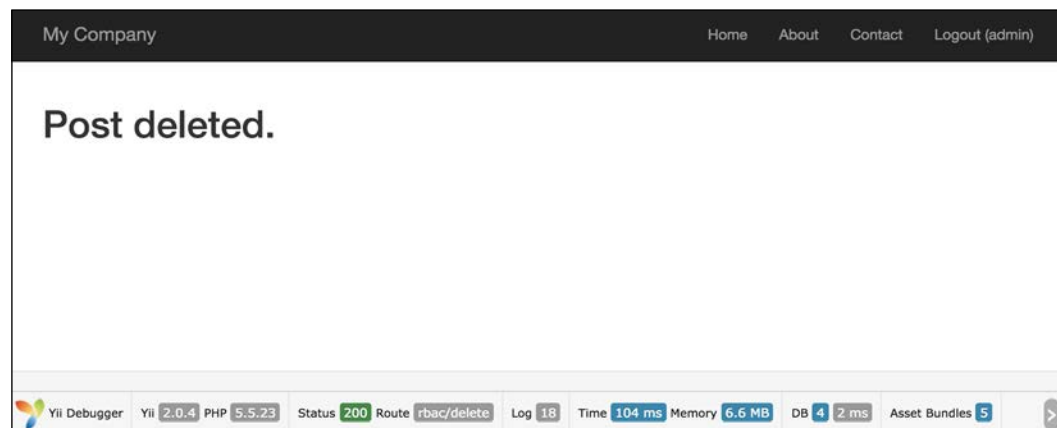 My Company Home About Contact Logout (admin)
Post deleted.
Yii Debugger Yii 2.0.4 PHP 5.5.23 Status 200 Route rbac/delete Log 18 Time 104 ms Memory 6.6 MB DB 4 2 ms Asset Bundles 5 >